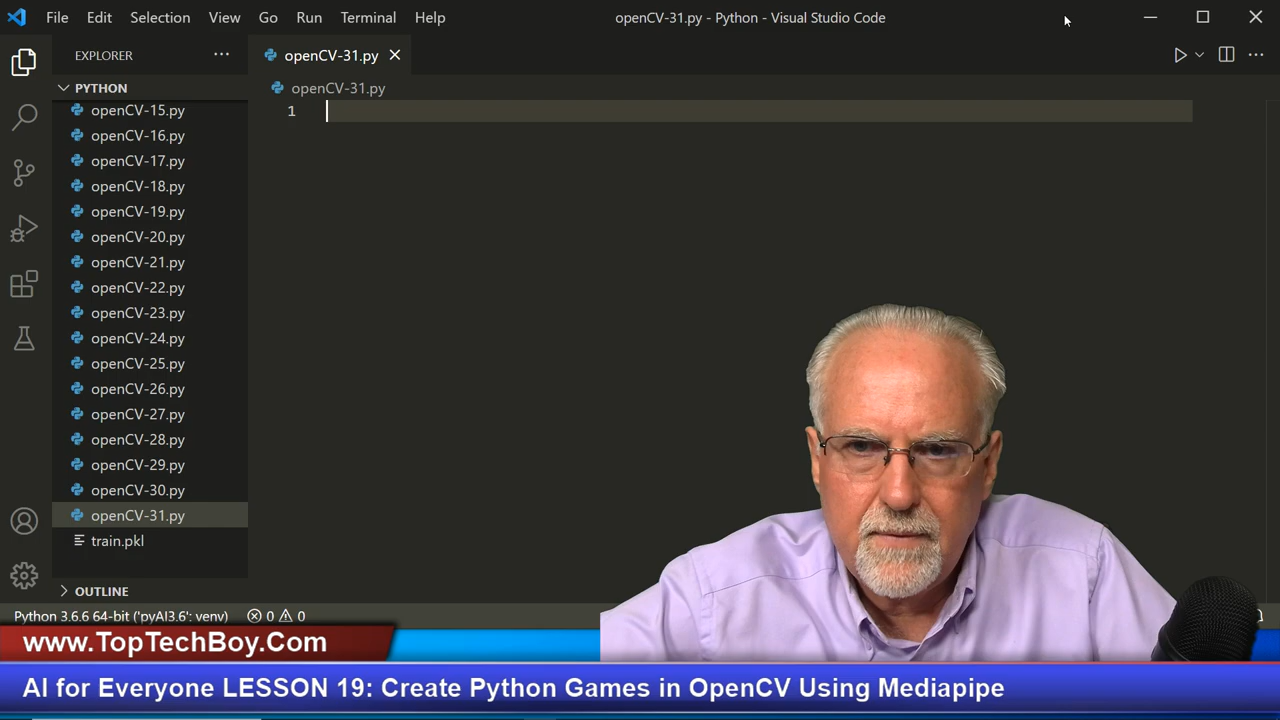 File Edit Selection View Go Run Terminal Help
openCV-31.py - Python - Visual Studio Code
EXPLORER
openCV-31.py
PYTHON
openCV-31.py
1
openCV-15.py
openCV-16.py
openCV-17.py
openCV-18.py
openCV-19.py
openCV-20.py
openCV-21.py
openCV-22.py
openCV-23.py
openCV-24.py
openCV-25.py
openCV-26.py
openCV-27.py
openCV-28.py
openCV-29.py
openCV-30.py
openCV-31.py
train.pkl
OUTLINE
Python 3.6.6 64-bit ('pyAI3.6': venv) 0 0
www.TopTechBoy.Com
AI for Everyone LESSON 19: Create Python Games in OpenCV Using Mediapipe